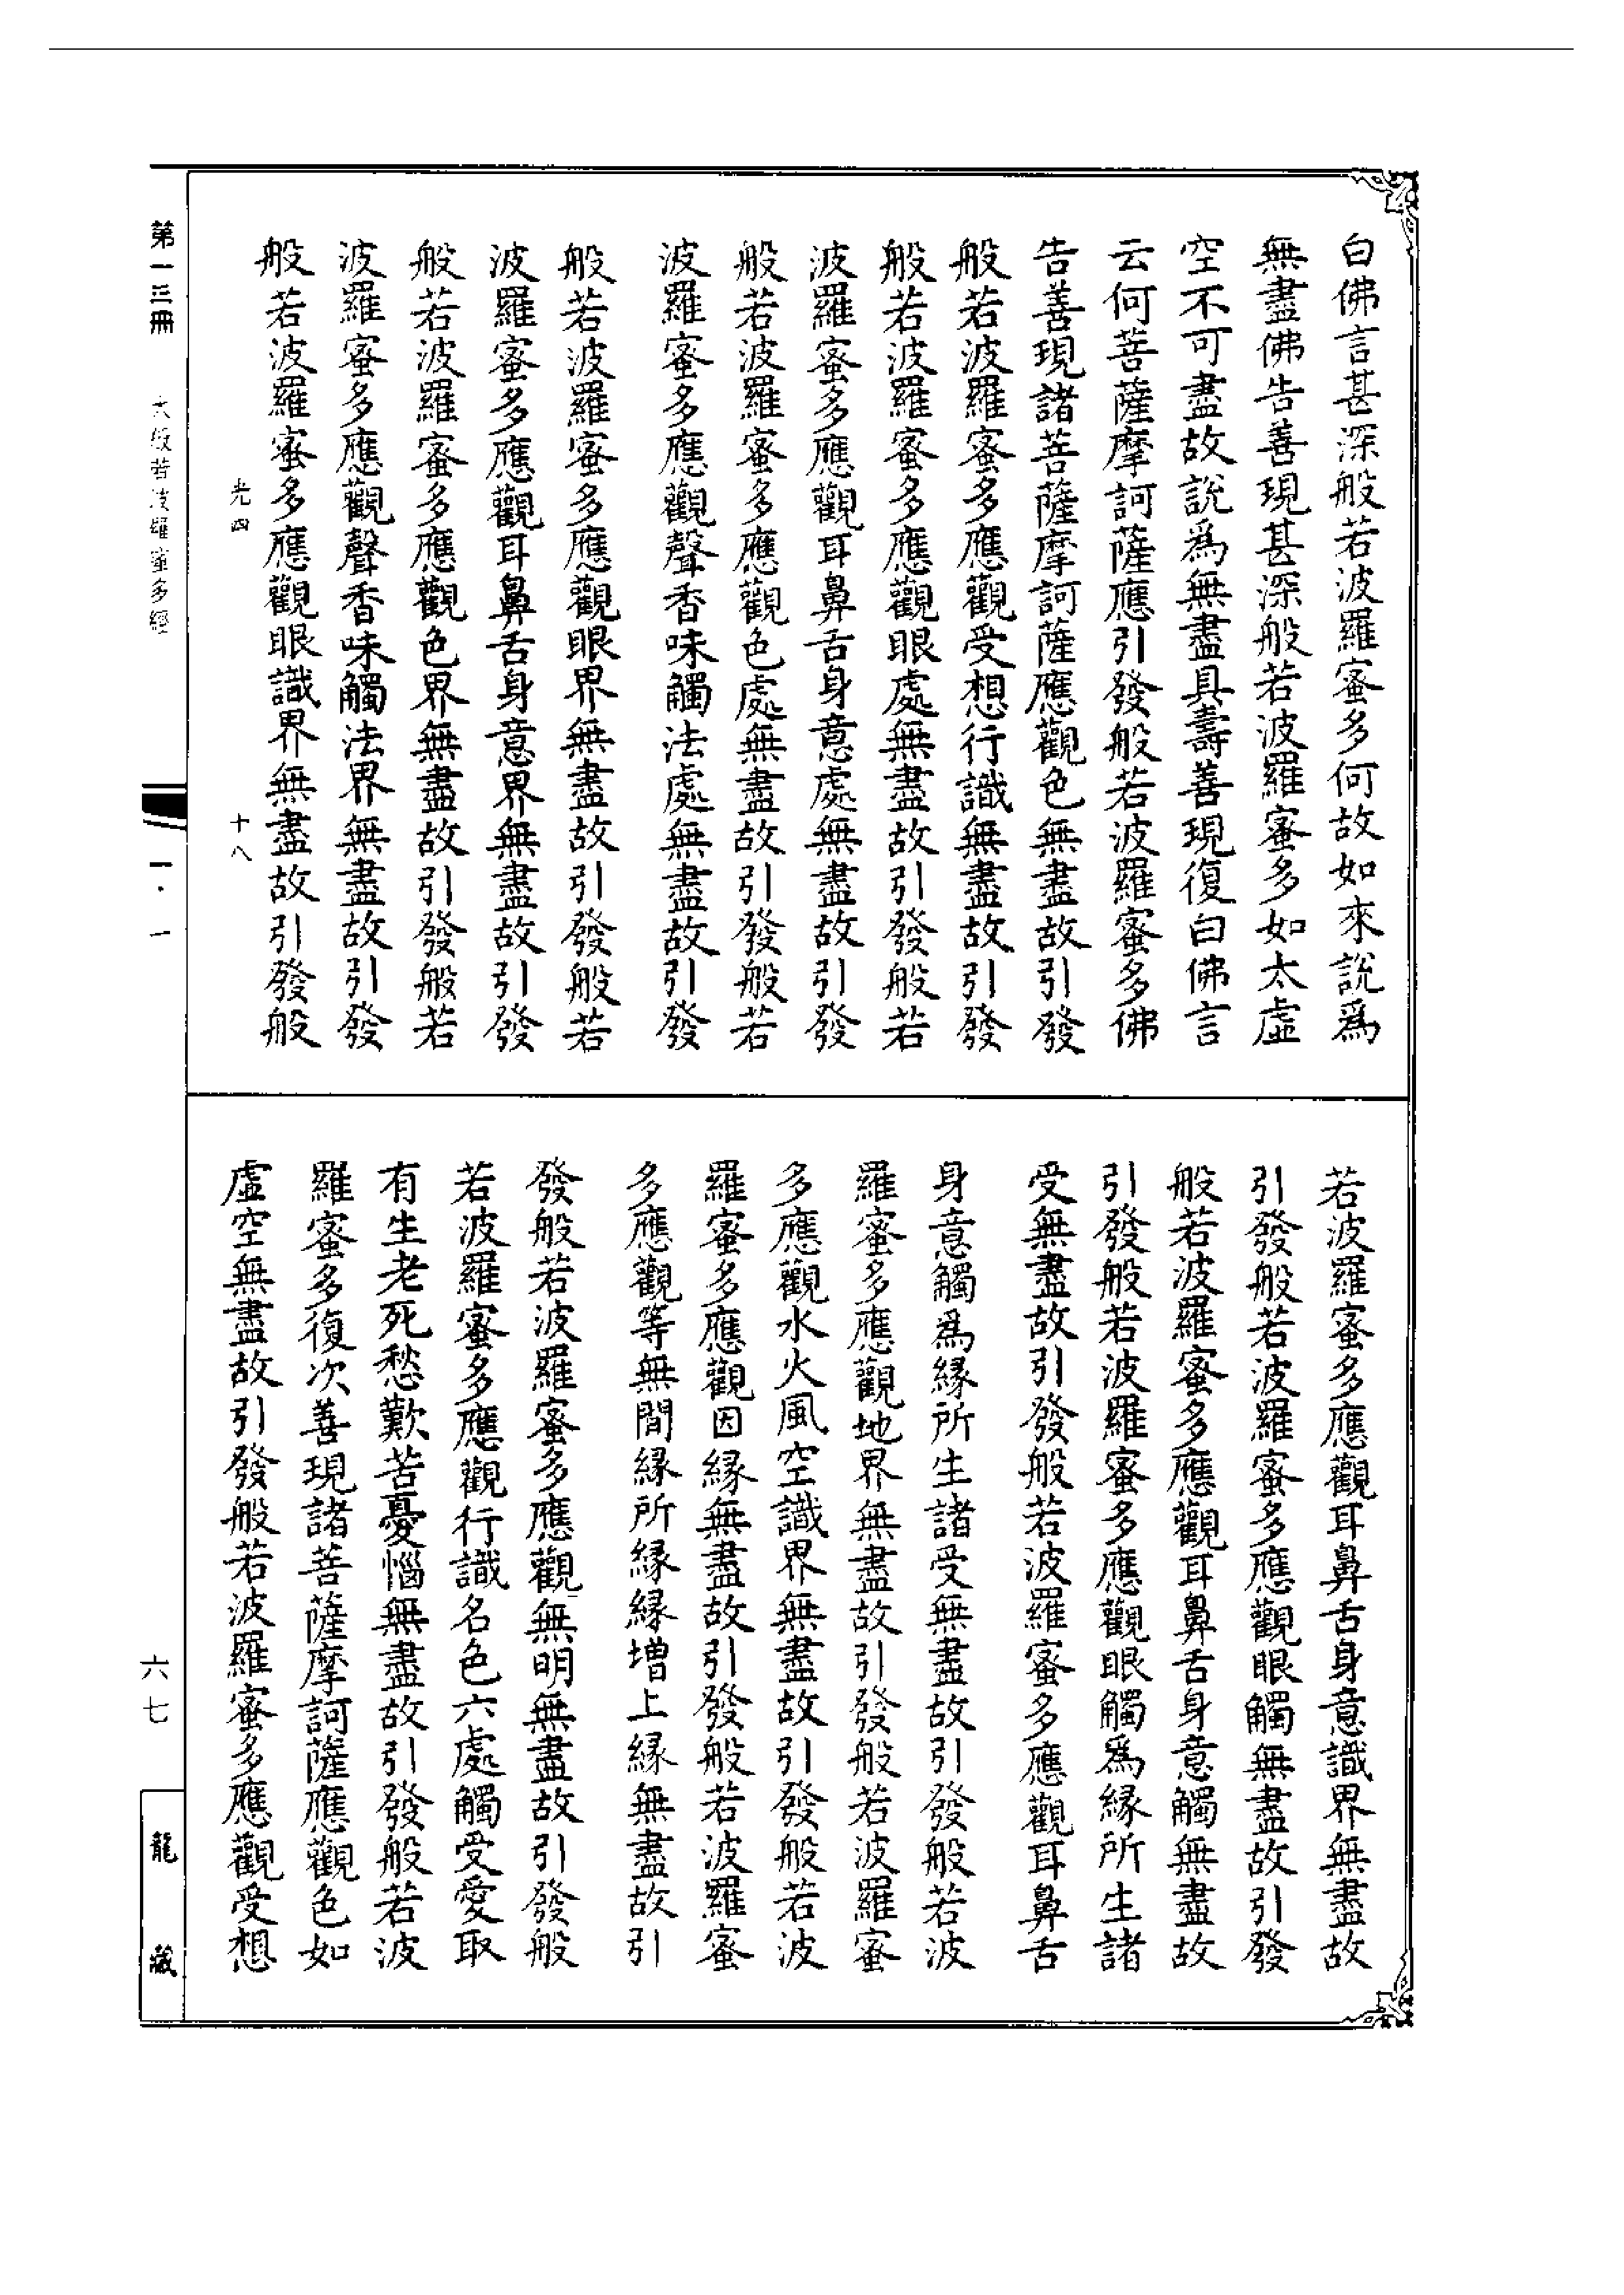 白佛言甚深般若波羅蜜多何故如來說爲
無盡佛告善現甚深般若波羅蜜多如太虛
空不可盡故說爲無盡具壽善現復白佛言
云何菩薩摩訶薩應引發般若波羅蜜多佛
告善現諸菩薩摩訶薩應觀色無盡故引發
般若波羅蜜多應觀受想行識無盡故引發
般若波羅蜜多應觀眼處無盡故引發般若
波羅蜜多應觀耳鼻舌身意處無盡故引發
般若波羅蜜多應觀色處無盡故引發般若
波羅蜜多應觀聲香味觸法處無盡故引發
般若波羅蜜多應觀眼界無盡故引發般若
波羅蜜多應觀耳鼻舌身意界無盡故引發
般若波羅蜜多應觀色界無盡故引發般若
波羅蜜多應觀聲香味觸法界無盡故引發
般若波羅蜜多應觀眼識界無盡故引發般
光四 十八
若波羅蜜多應觀耳鼻舌身意識界無盡故
引發般若波羅蜜多應觀眼觸無盡故引發
般若波羅蜜多應觀耳鼻舌身意觸無盡故
引發般若波羅蜜多應觀眼觸爲緣所生諸
受無盡故引發般若波羅蜜多應觀耳鼻舌
身意觸爲緣所生諸受無盡故引發般若波
羅蜜多應觀地界無盡故引發般若波羅蜜
多應觀水火風空識界無盡故引發般若波
羅蜜多應觀因緣無盡故引發般若波羅蜜
多應觀等無間緣所緣緣增上緣無盡故引
發般若波羅蜜多應觀無明無盡故引發般
若波羅蜜多應觀行識名色六處觸受愛取
有生老死愁歎苦憂惱無盡故引發般若波
羅蜜多復次善現諸菩薩摩訶薩應觀色如
虛空無盡故引發般若波羅蜜多應觀受想
第一三冊 大般若波羅蜜多經 一·一 六七 龍藏